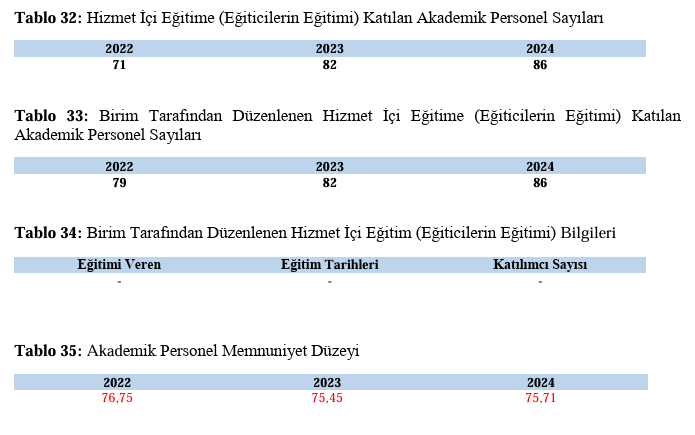 Tablo 32: Hizmet İçi Eğitime (Eğiticilerin Eğitimi) Katılan Akademik Personel Sayıları
2022 2023 2024
71 82 86
Tablo 33: Birim Tarafından Düzenlenen Hizmet İçi Eğitime (Eğiticilerin Eğitimi) Katılan
Akademik Personel Sayıları
2022 2023 2024
79 82 86
Tablo 34: Birim Tarafından Düzenlenen Hizmet İçi Eğitim (Eğiticilerin Eğitimi) Bilgileri
Eğitimi Veren Eğitim Tarihleri Katılımcı Sayısı
- - -
Tablo 35: Akademik Personel Memnuniyet Düzeyi
2022 2023 2024
76,75 75,45 75,71